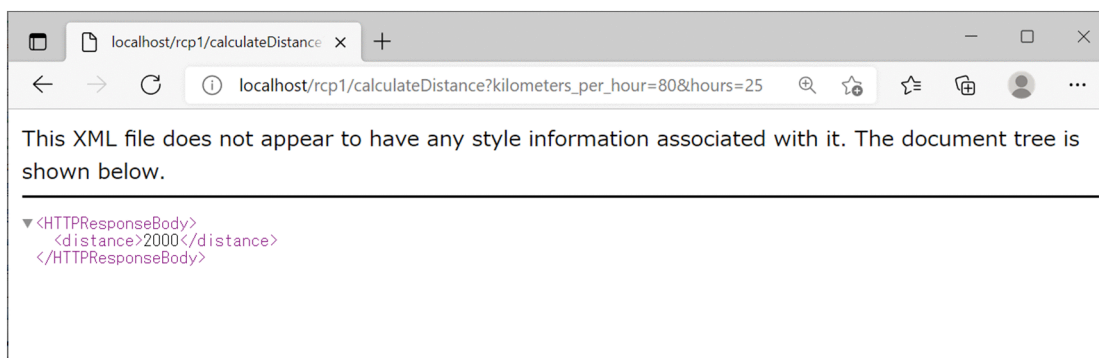 localhost/rcp1/calculateDistance
localhost/rcp1/calculateDistance?kilometers_per_hour=80&hours=25
This XML file does not appear to have any style information associated with it. The document tree is
shown below.
<HTTPResponseBody>
<distance>2000</distance>
</HTTPResponseBody>